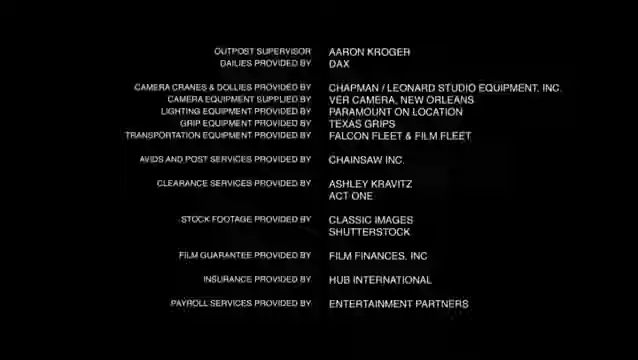 OUTPOST SUPERVISOR AARON KROGER
DAILIES PROVIDED BY DAX
CAMERA CRANES & DOLLIES PROVIDED BY CHAPMAN / LEONARD STUDIO EQUIPMENT, INC.
CAMERA EQUIPMENT SUPPLIED BY VER CAMERA, NEW ORLEANS
LIGHTING EQUIPMENT PROVIDED BY PARAMOUNT ON LOCATION
GRIP EQUIPMENT PROVIDED BY TEXAS GRIPS
TRANSPORTATION EQUIPMENT PROVIDED BY FALCON FLEET & FILM FLEET
AVIDS AND POST SERVICES PROVIDED BY CHAINSAW INC.
CLEARANCE SERVICES PROVIDED BY ASHLEY KRAVITZ
ACT ONE
STOCK FOOTAGE PROVIDED BY CLASSIC IMAGES
SHUTTERSTOCK
FILM GUARANTEE PROVIDED BY FILM FINANCES, INC
INSURANCE PROVIDED BY HUB INTERNATIONAL
PAYROLL SERVICES PROVIDED BY ENTERTAINMENT PARTNERS